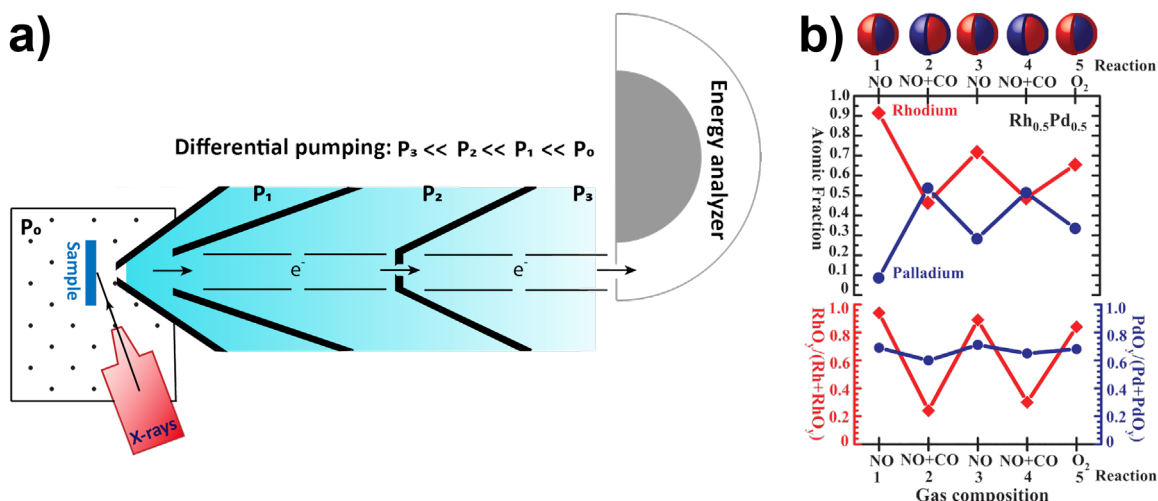 a)
Differential pumping: P₃ << P₂ << P₁ << P₀
P₀
P₁
P₂
P₃
Sample
e⁻
e⁻
X-rays
Energy analyzer
b)
1 2 3 4 5 Reaction
NO NO+CO NO NO+CO O₂
Rhodium
Rh₀.₅Pd₀.₅
Palladium
Atomic Fraction
1.0
0.9
0.8
0.7
0.6
0.5
0.4
0.3
0.2
0.1
0
RhOᵧ/(Rh+RhOᵧ)
1.0
0.8
0.6
0.4
0.2
0
1.0
0.8
0.6
0.4
0.2
0
PdOᵧ/(Pd+PdOᵧ)
NO NO+CO NO NO+CO O₂
1 2 3 4 5 Reaction
Gas composition